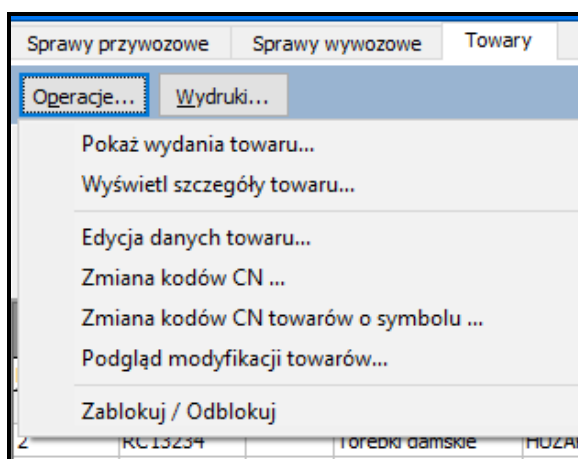 Sprawy przywozowe Sprawy wywozowe Towary
Operacje... Wydruki...
Pokaż wydania towaru...
Wyświetl szczegóły towaru...
Edycja danych towaru...
Zmiana kodów CN ...
Zmiana kodów CN towarów o symbolu ...
Podgląd modyfikacji towarów...
Zablokuj / Odblokuj
2 RC13234 Torebki damskie